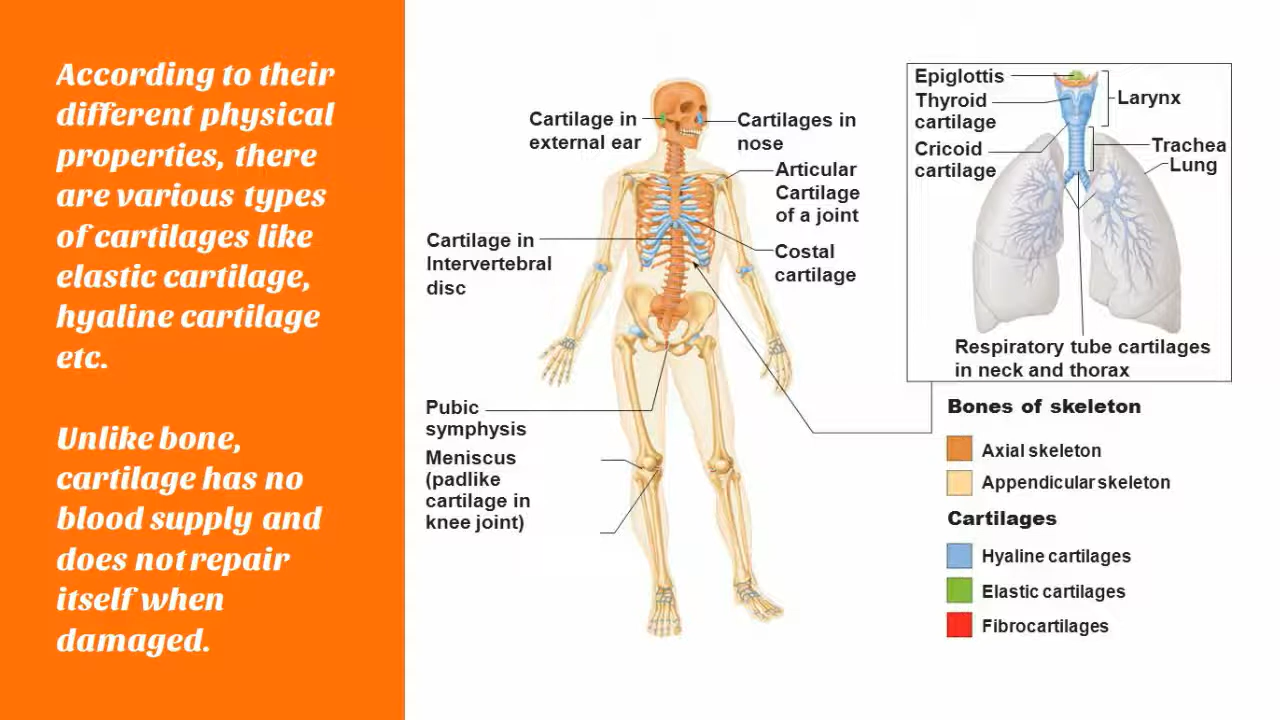 According to their
different physical
properties, there
are various types
of cartilages like
elastic cartilage,
hyaline cartilage
etc.
Unlike bone,
cartilage has no
blood supply and
does not repair
itself when
damaged.
Cartilage in
external ear
Cartilages in
nose
Articular
Cartilage
of a joint
Cartilage in
Intervertebral
disc
Costal
cartilage
Pubic
symphysis
Meniscus
(padlike
cartilage in
knee joint)
Epiglottis
Thyroid
cartilage
Cricoid
cartilage
Larynx
Trachea
Lung
Respiratory tube cartilages
in neck and thorax
Bones of skeleton
Axial skeleton
Appendicular skeleton
Cartilages
Hyaline cartilages
Elastic cartilages
Fibrocartilages